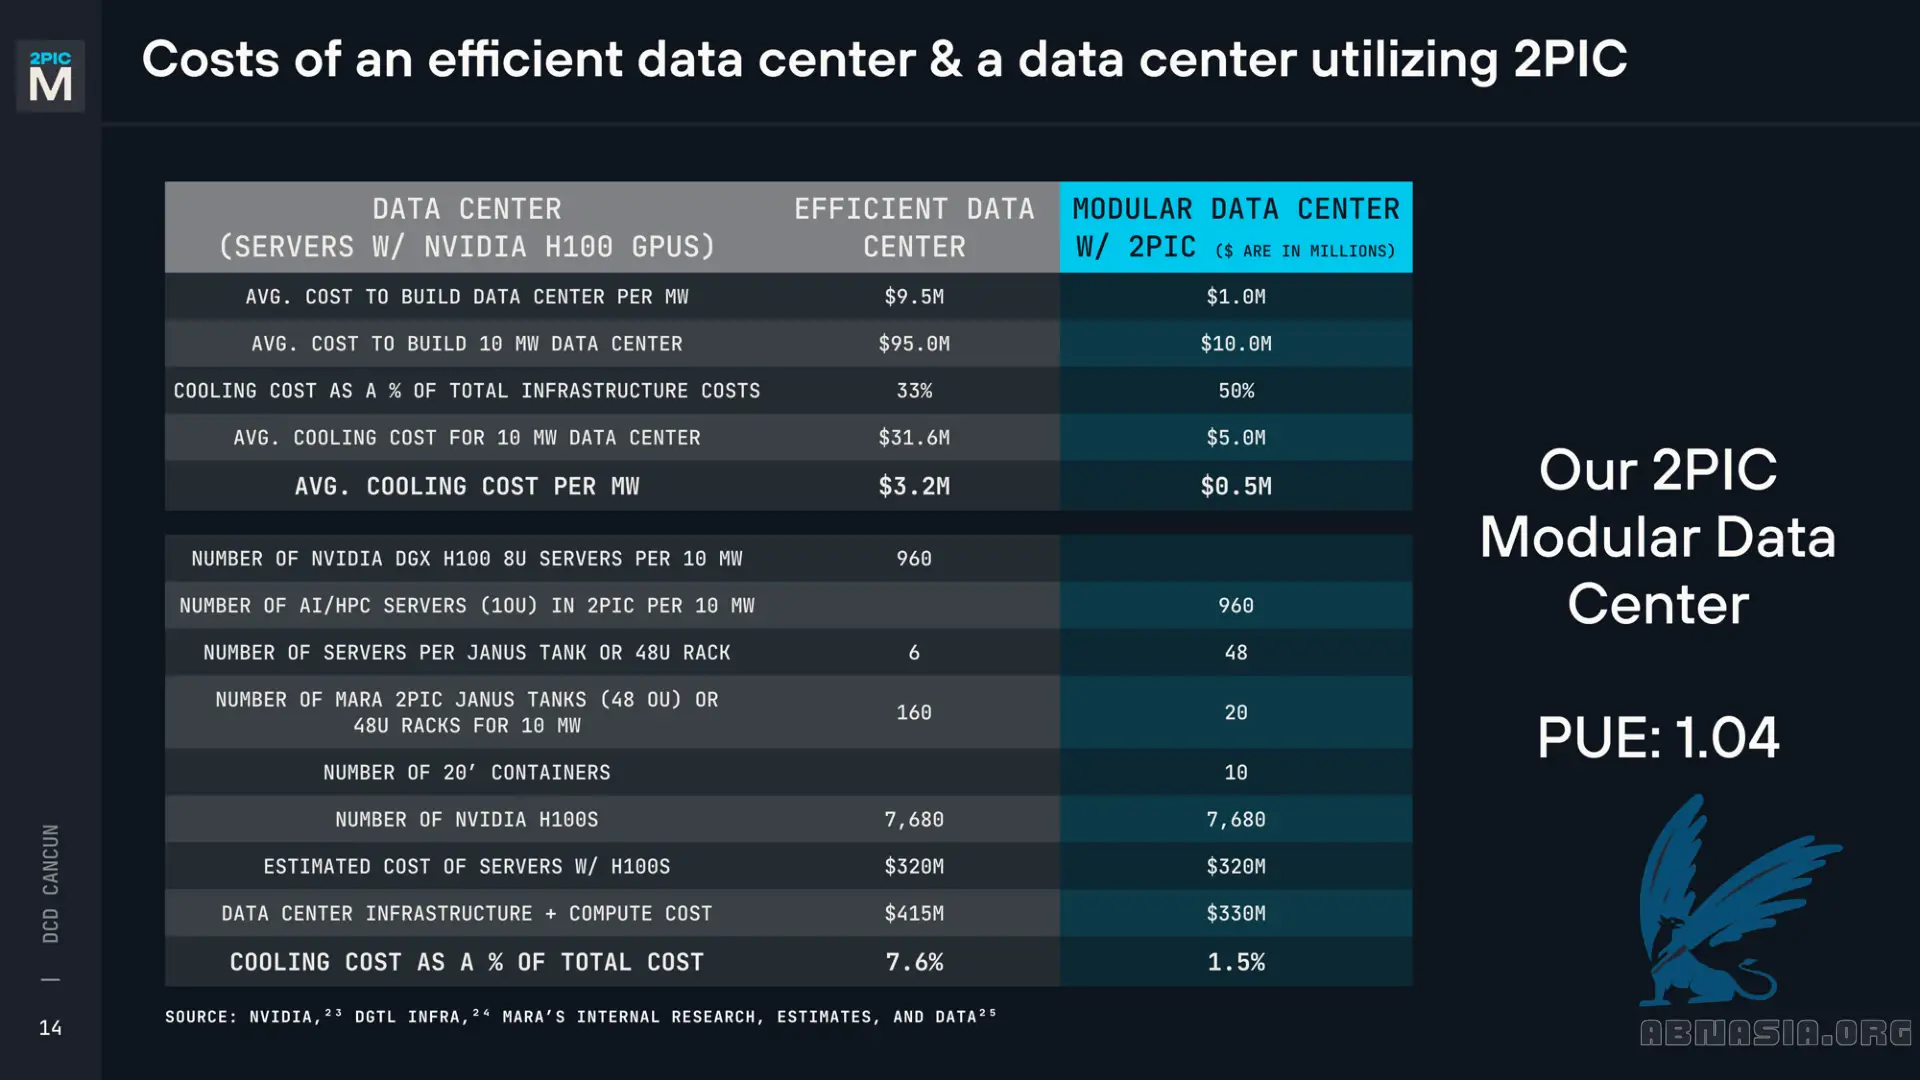 2PIC
M
Costs of an efficient data center & a data center utilizing 2PIC
DATA CENTER
(SERVERS W/ NVIDIA H100 GPUS)
EFFICIENT DATA
CENTER
MODULAR DATA CENTER
W/ 2PIC ($ ARE IN MILLIONS)
AVG. COST TO BUILD DATA CENTER PER MW $9.5M $1.0M
AVG. COST TO BUILD 10 MW DATA CENTER $95.0M $10.0M
COOLING COST AS A % OF TOTAL INFRASTRUCTURE COSTS 33% 50%
AVG. COOLING COST FOR 10 MW DATA CENTER $31.6M $5.0M
AVG. COOLING COST PER MW $3.2M $0.5M
NUMBER OF NVIDIA DGX H100 8U SERVERS PER 10 MW 960
NUMBER OF AI/HPC SERVERS (1OU) IN 2PIC PER 10 MW 960
NUMBER OF SERVERS PER JANUS TANK OR 48U RACK 6 48
NUMBER OF MARA 2PIC JANUS TANKS (48 OU) OR
48U RACKS FOR 10 MW 160 20
NUMBER OF 20' CONTAINERS 10
NUMBER OF NVIDIA H100S 7,680 7,680
ESTIMATED COST OF SERVERS W/ H100S $320M $320M
DATA CENTER INFRASTRUCTURE + COMPUTE COST $415M $330M
COOLING COST AS A % OF TOTAL COST 7.6% 1.5%
SOURCE: NVIDIA,²³ DGTL INFRA,²⁴ MARA'S INTERNAL RESEARCH, ESTIMATES, AND DATA²⁵
Our 2PIC
Modular Data
Center
PUE: 1.04
DCD CANCUN
14
ABNASIA.ORG